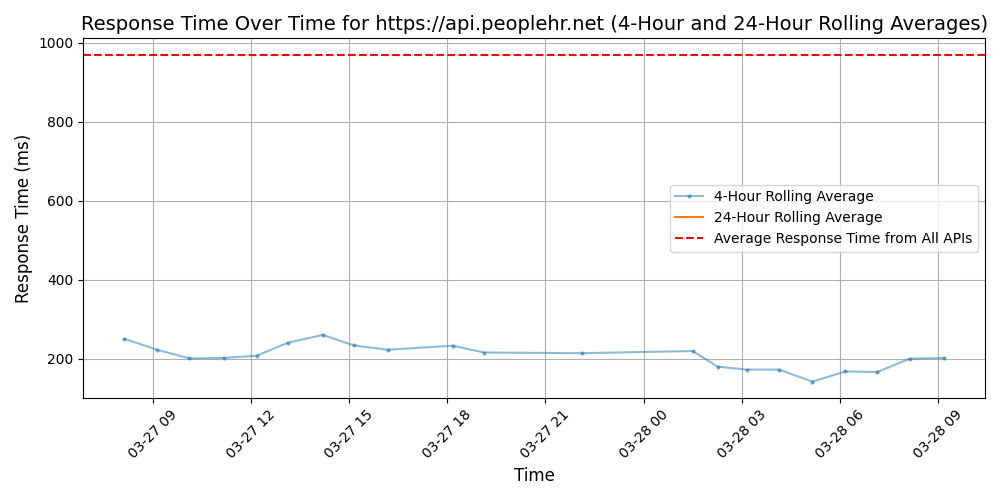 Response Time Over Time for https://api.peoplehr.net (4-Hour and 24-Hour Rolling Averages)
Response Time (ms)
1000
800
600
400
200
4-Hour Rolling Average
24-Hour Rolling Average
Average Response Time from All APIs
03-27 09
03-27 12
03-27 15
03-27 18
03-27 21
03-28 00
03-28 03
03-28 06
03-28 09
Time